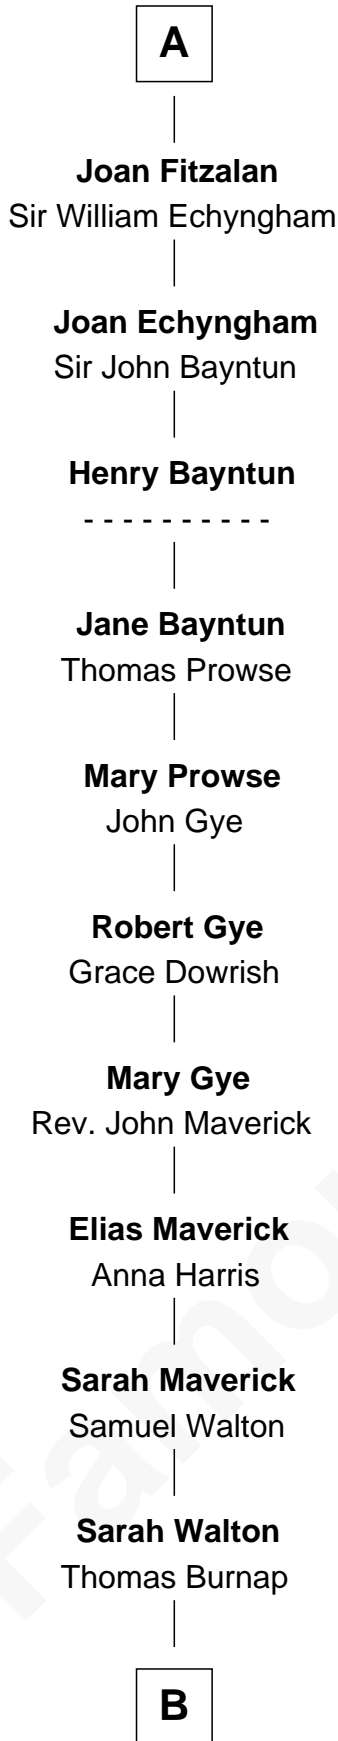 A
Joan Fitzalan
Sir William Echyngham
Joan Echyngham
Sir John Bayntun
Henry Bayntun
- - - - - - - - - -
Jane Bayntun
Thomas Prowse
Mary Prowse
John Gye
Robert Gye
Grace Dowrish
Mary Gye
Rev. John Maverick
Elias Maverick
Anna Harris
Sarah Maverick
Samuel Walton
Sarah Walton
Thomas Burnap
B